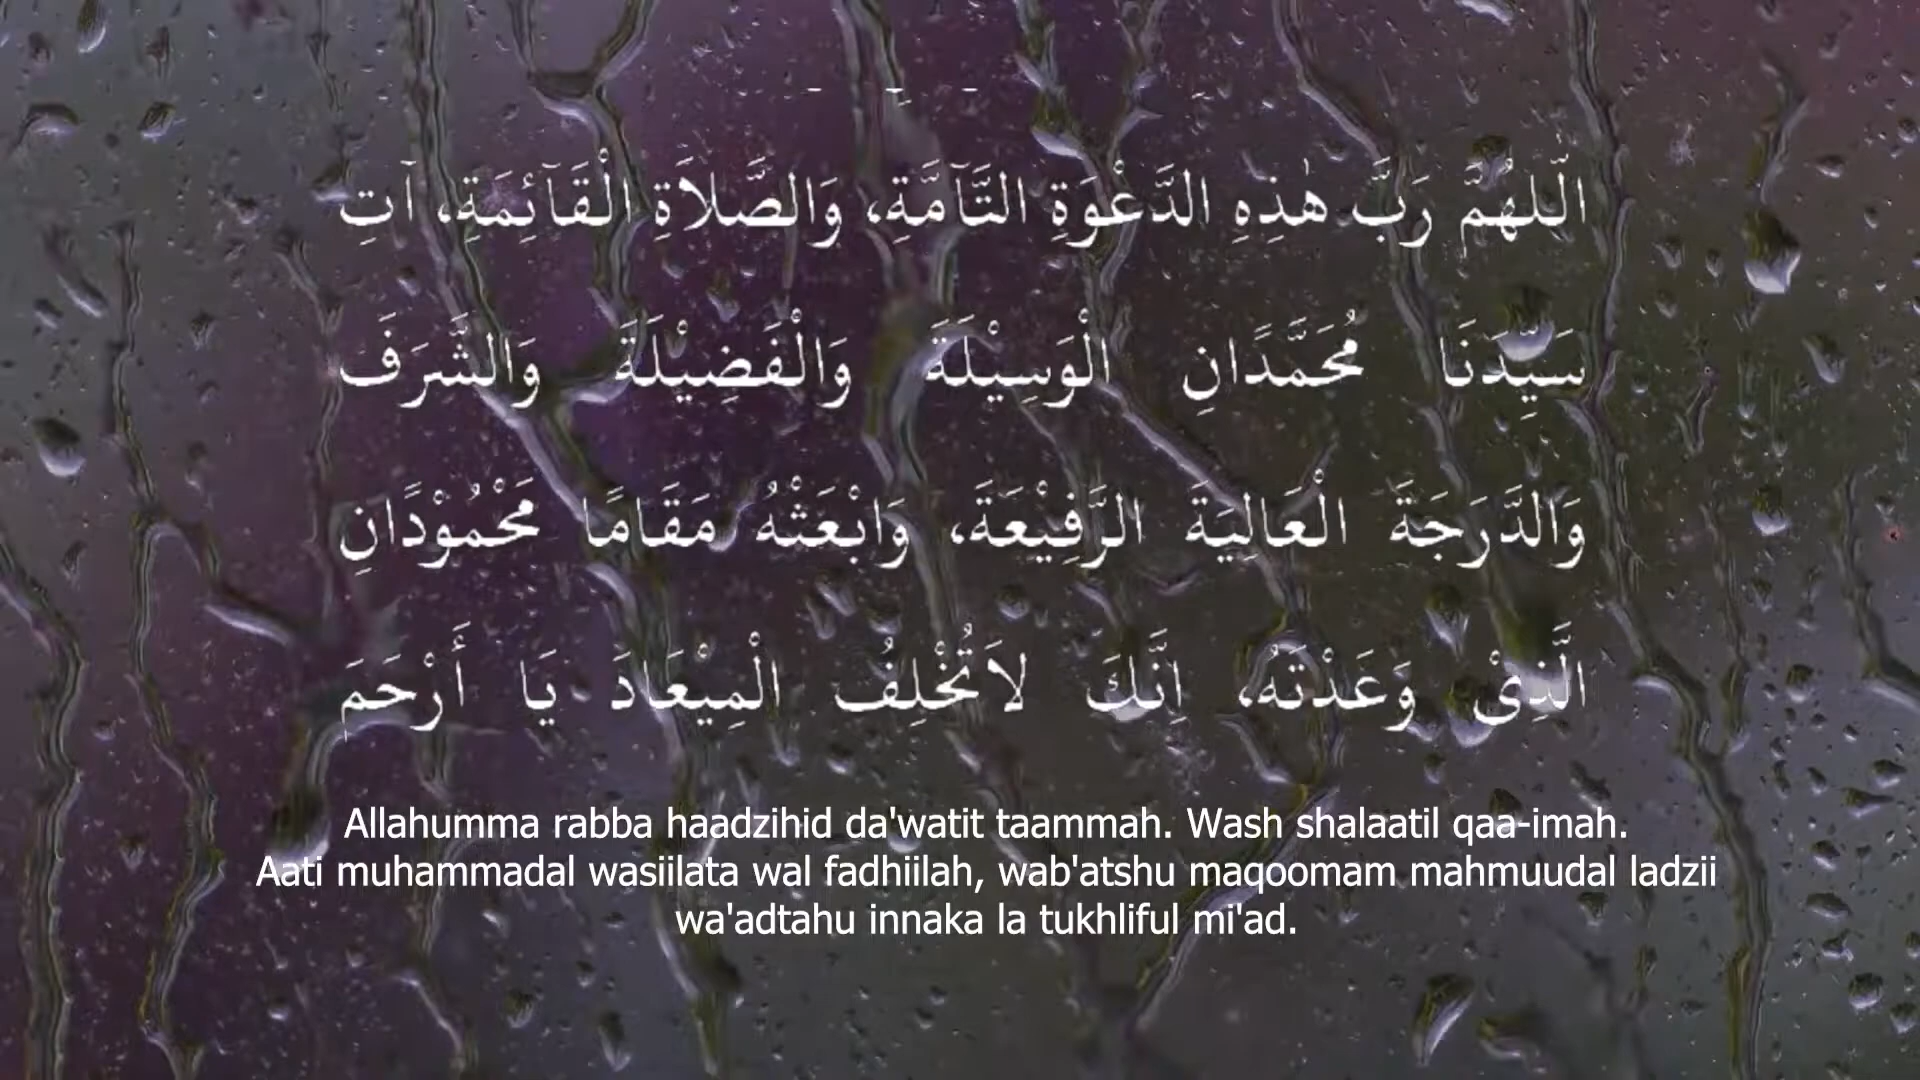 اَللّٰهُمَّ رَبَّ هٰذِهِ الدَّعْوَةِ التَّآمَّةِ، وَالصَّلاَةِ الْقَآئِمَةِ، آتِ
سَيِّدَنَا مُحَمَّدًانِ الْوَسِيْلَةَ وَالْفَضِيْلَةَ وَالشَّرَفَ
وَالدَّرَجَةَ الْعَالِيَةَ الرَّفِيْعَةَ، وَابْعَثْهُ مَقَامًا مَحْمُوْدًانِ
الَّذِىْ وَعَدْتَهُ، اِنَّكَ لاَتُخْلِفُ الْمِيْعَادَ يَا أَرْحَمَ
Allahumma rabba haadzihid da'watit taammah. Wash shalaatil qaa-imah.
Aati muhammadal wasiilata wal fadhiilah, wab'atshu maqoomam mahmuudal ladzii
wa'adtahu innaka la tukhliful mi'ad.